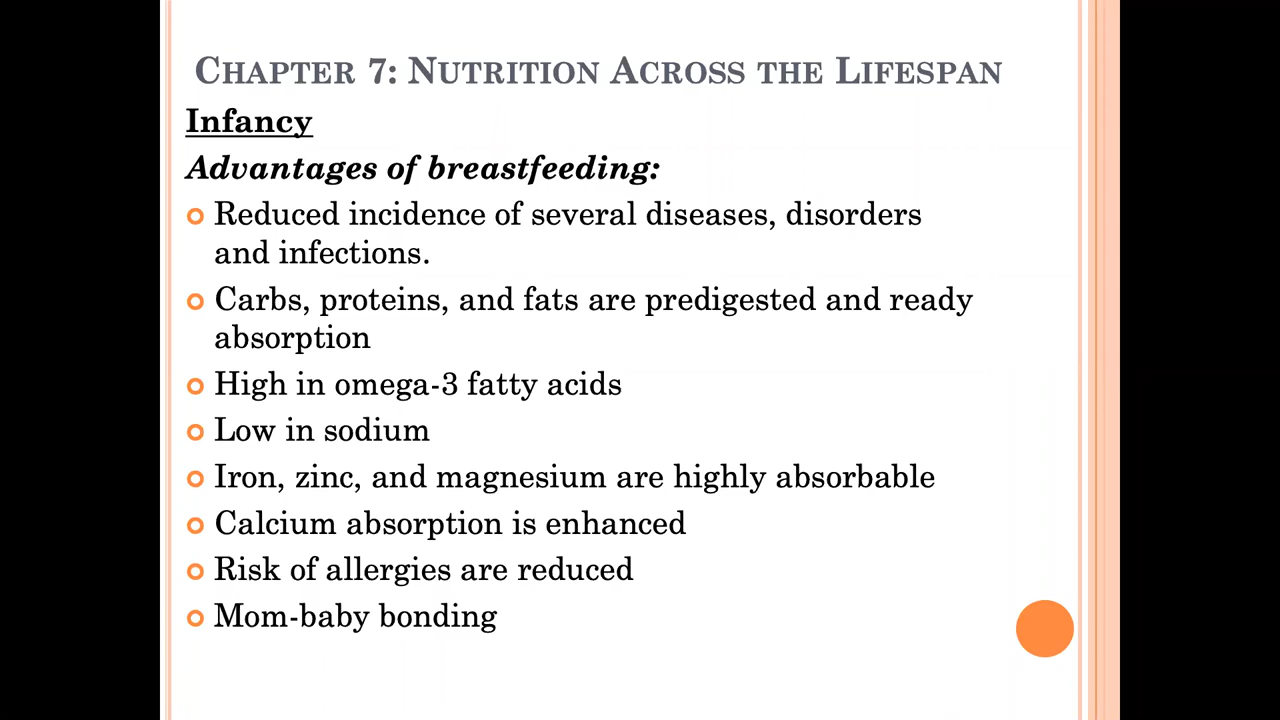 CHAPTER 7: NUTRITION ACROSS THE LIFESPAN
Infancy
Advantages of breastfeeding:
Reduced incidence of several diseases, disorders
and infections.
Carbs, proteins, and fats are predigested and ready
absorption
High in omega-3 fatty acids
Low in sodium
Iron, zinc, and magnesium are highly absorbable
Calcium absorption is enhanced
Risk of allergies are reduced
Mom-baby bonding